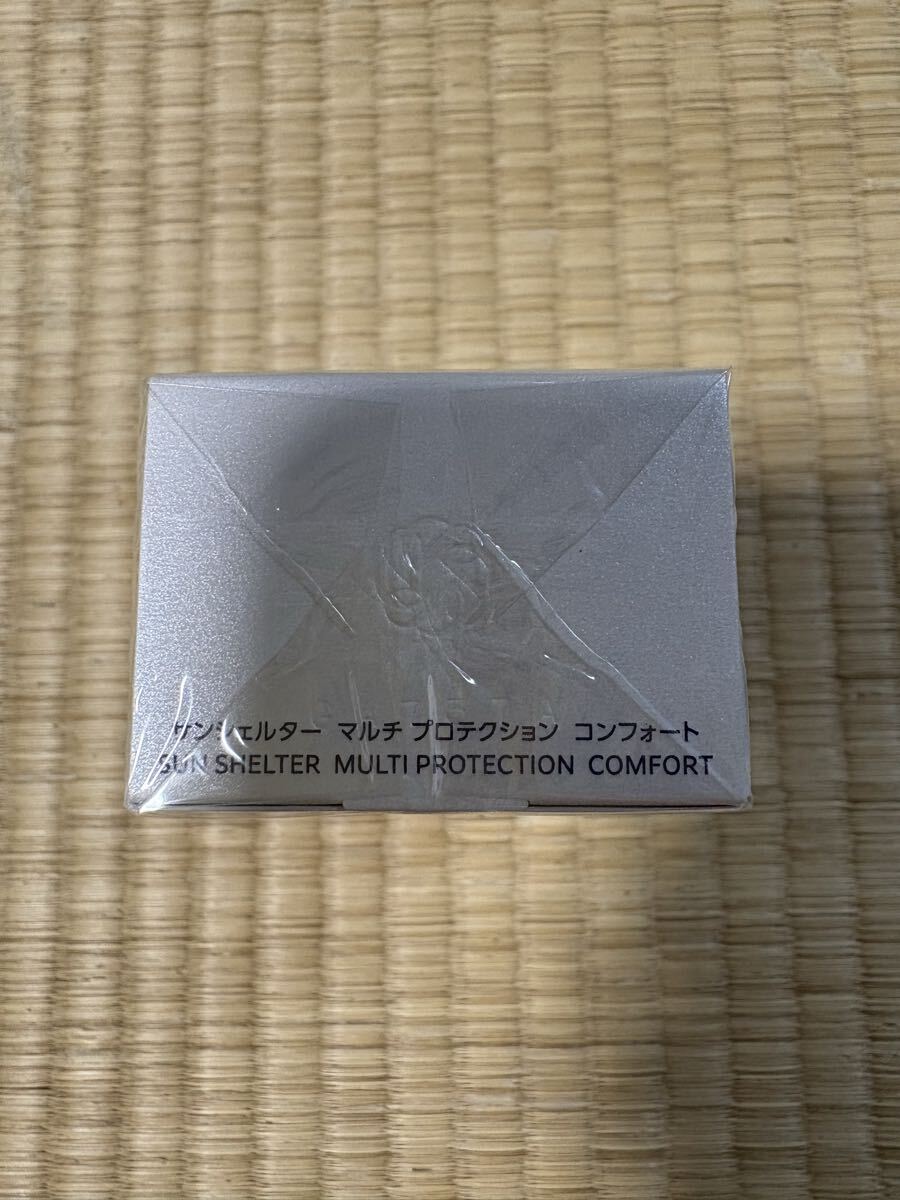 サンシェルター マルチ プロテクション コンフォート
SUN SHELTER MULTI PROTECTION COMFORT